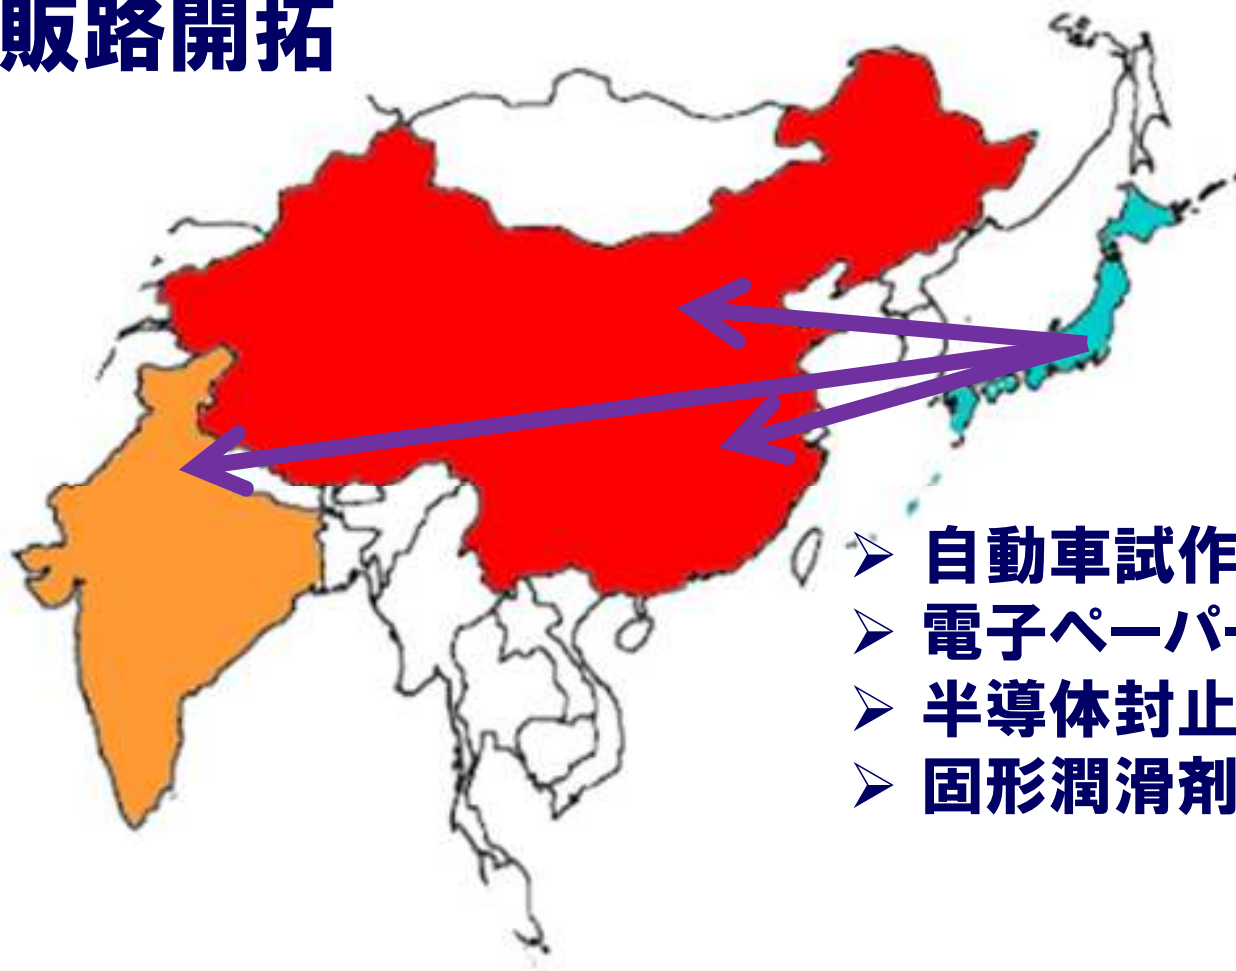 販路開拓
自動車試作
電子ペーパー
半導体封止
固形潤滑剤